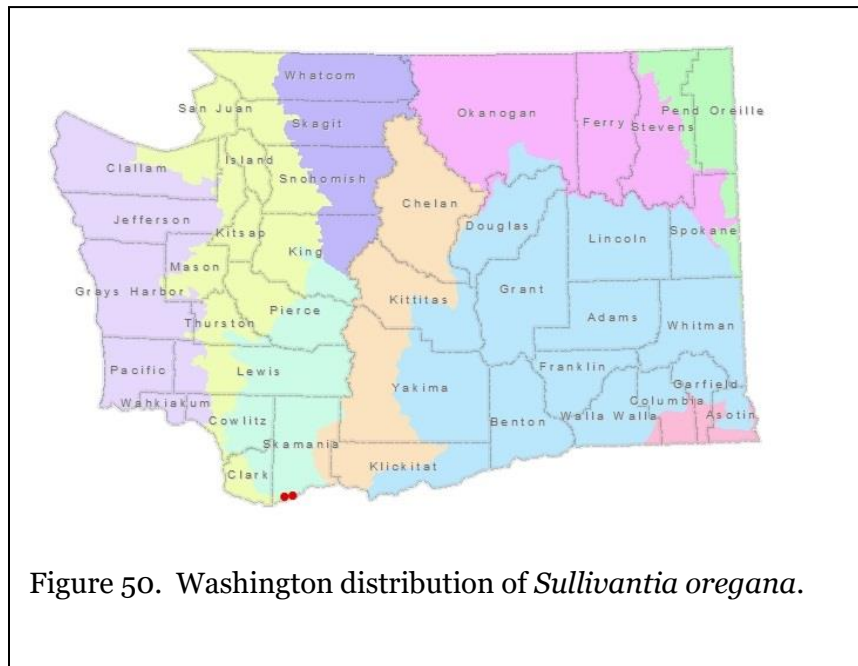 Whatcom
San Juan
Skagit
Okanogan
Ferry
Pend Oreille
Stevens
Clallam
Island
Snohomish
Chelan
Jefferson
Kitsap
Douglas
Lincoln
Spokane
King
Mason
Grays Harbor
Kittitas
Grant
Pierce
Thurston
Adams
Whitman
Pacific
Lewis
Franklin
Yakima
Garfield
Wahkiakum
Columbia
Cowlitz
Walla Walla
Asotin
Benton
Skamania
Clark
Klickitat
Figure 50. Washington distribution of Sullivantia oregana.